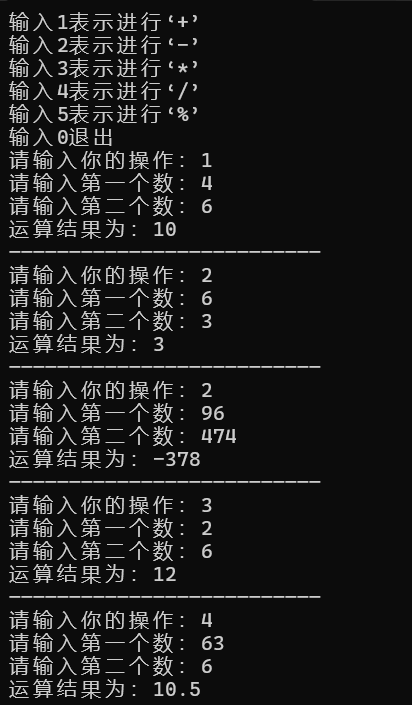 输入1表示进行‘+’
输入2表示进行‘-’
输入3表示进行‘*’
输入4表示进行‘/’
输入5表示进行‘%’
输入0退出
请输入你的操作: 1
请输入第一个数: 4
请输入第二个数: 6
运算结果为: 10
--------------------------
请输入你的操作: 2
请输入第一个数: 6
请输入第二个数: 3
运算结果为: 3
--------------------------
请输入你的操作: 2
请输入第一个数: 96
请输入第二个数: 474
运算结果为: -378
--------------------------
请输入你的操作: 3
请输入第一个数: 2
请输入第二个数: 6
运算结果为: 12
--------------------------
请输入你的操作: 4
请输入第一个数: 63
请输入第二个数: 6
运算结果为: 10.5